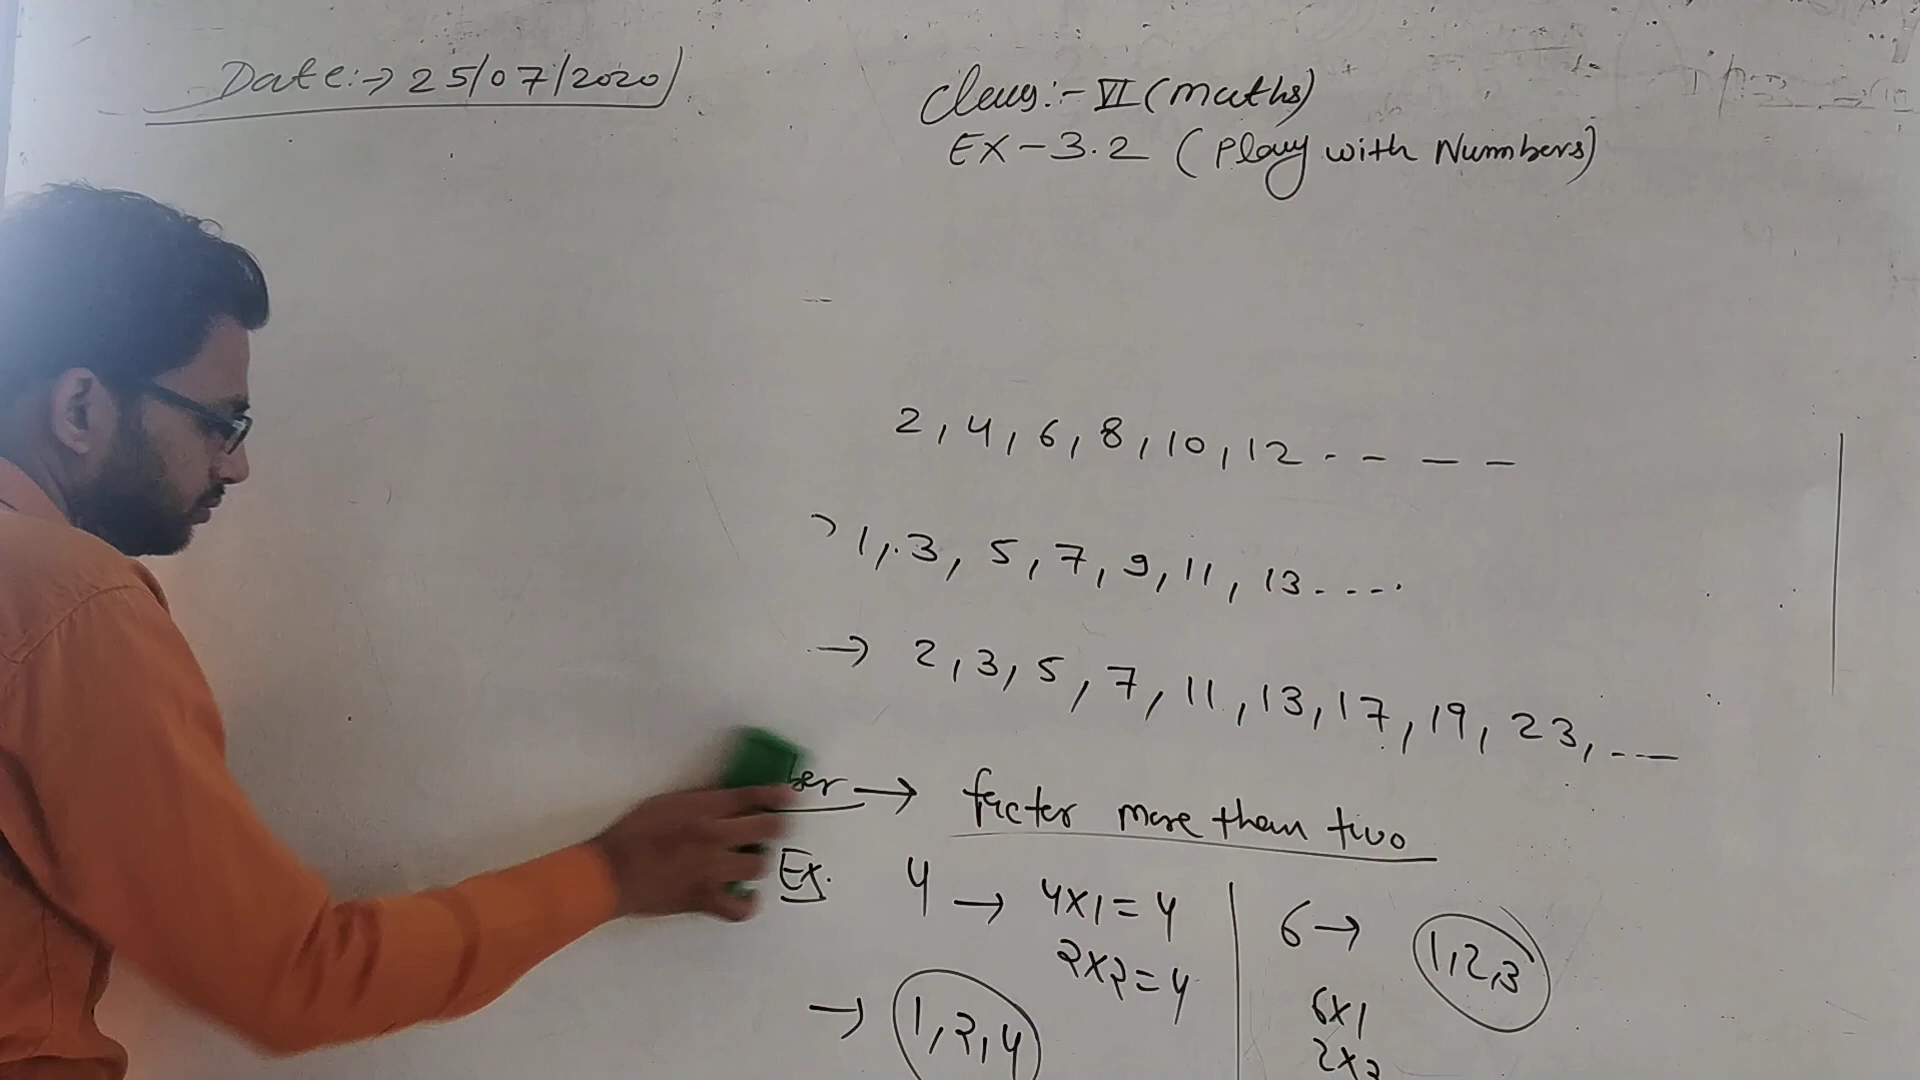 Date:→ 25/07/2020
Class:- VI (Maths)
EX-3.2 (Play with Numbers)
2, 4, 6, 8, 10, 12 - - - -
1, 3, 5, 7, 9, 11, 13 - - - -
→ 2, 3, 5, 7, 11, 13, 17, 19, 23, - - -
ber → factor more than two
Ex. 4 → 4x1=4
2x2=4
→ 1, 2, 4
6 → 1, 2, 3
6x1